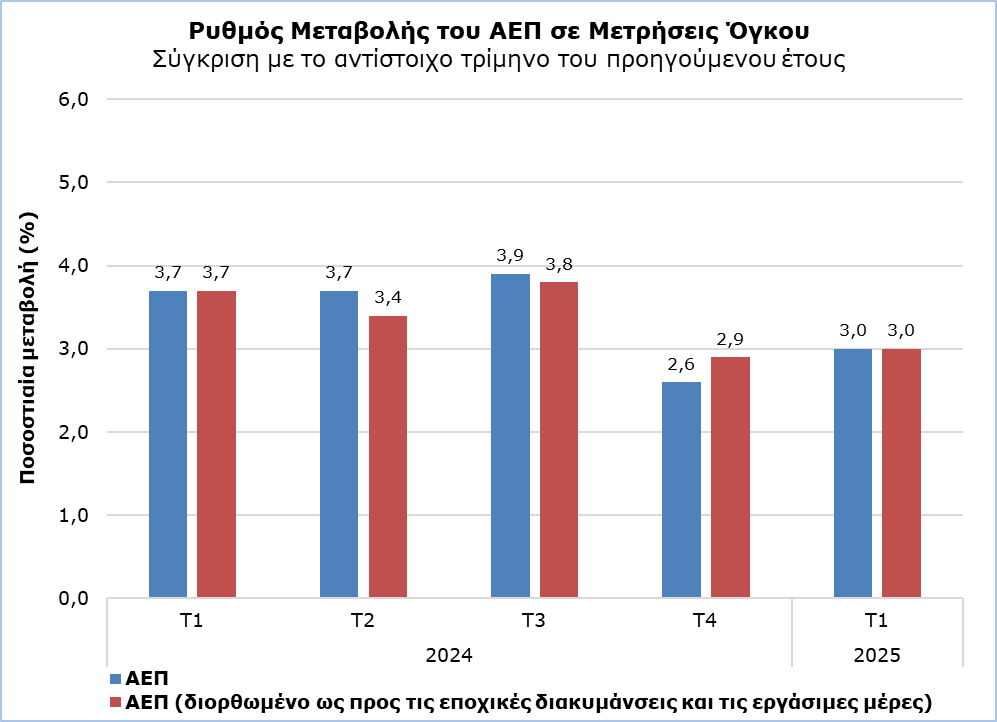 Ρυθμός Μεταβολής του ΑΕΠ σε Μετρήσεις Όγκου
Σύγκριση με το αντίστοιχο τρίμηνο του προηγούμενου έτους
Ποσοστιαία μεταβολή (%)
6,0
5,0
4,0
3,0
2,0
1,0
0,0
3,7 3,7 3,7 3,4 3,9 3,8 2,6 2,9 3,0 3,0
Τ1 Τ2 Τ3 Τ4 Τ1
2024 2025
ΑΕΠ
ΑΕΠ (διορθωμένο ως προς τις εποχικές διακυμάνσεις και τις εργάσιμες μέρες)